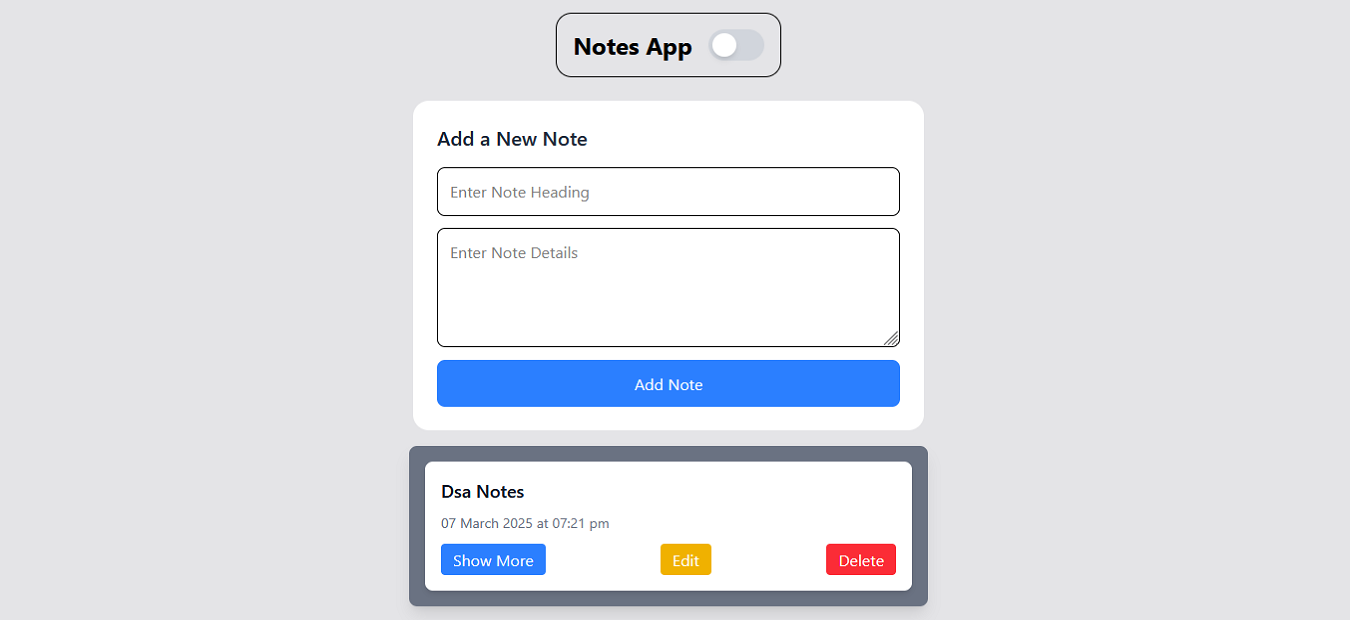 Notes App
Add a New Note
Enter Note Heading
Enter Note Details
Add Note
Dsa Notes
07 March 2025 at 07:21 pm
Show More Edit Delete